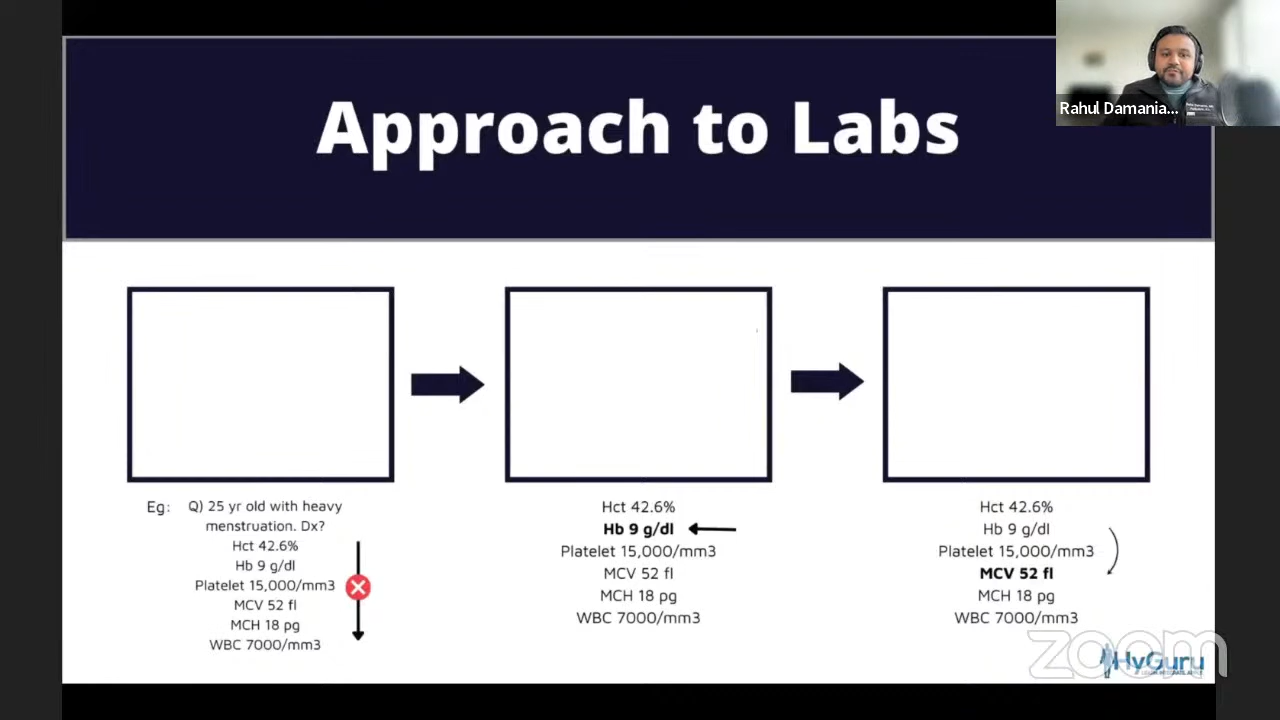 Approach to Labs
Rahul Damania...
Eg: Q) 25 yr old with heavy
menstruation. Dx?
Hct 42.6%
Hb 9 g/dl
Platelet 15,000/mm3
MCV 52 fl
MCH 18 pg
WBC 7000/mm3
Hct 42.6%
Hb 9 g/dl
Platelet 15,000/mm3
MCV 52 fl
MCH 18 pg
WBC 7000/mm3
Hct 42.6%
Hb 9 g/dl
Platelet 15,000/mm3
MCV 52 fl
MCH 18 pg
WBC 7000/mm3
zoom
HyGuru